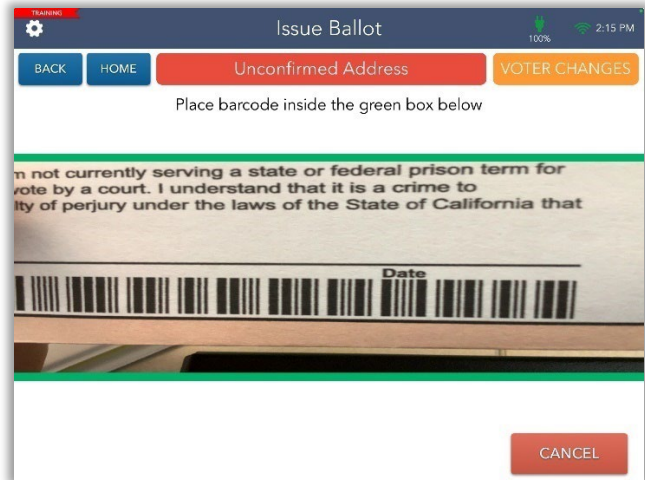 TRAINING
Issue Ballot
100%
2:15 PM
BACK
HOME
Unconfirmed Address
VOTER CHANGES
Place barcode inside the green box below
m not currently serving a state or federal prison term for
vote by a court. I understand that it is a crime to
lty of perjury under the laws of the State of California that
Date
CANCEL